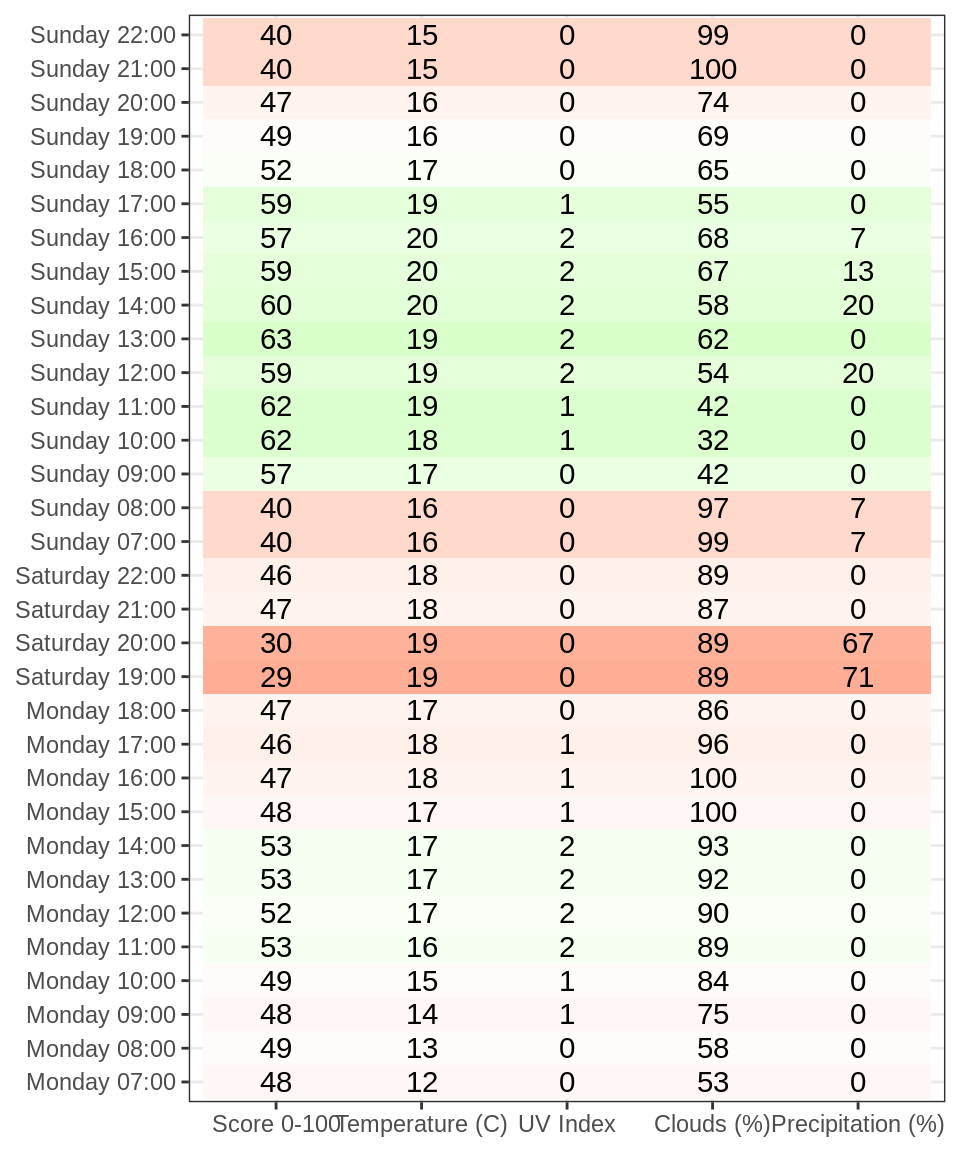 Sunday 22:00 40 15 0 99 0
Sunday 21:00 40 15 0 100 0
Sunday 20:00 47 16 0 74 0
Sunday 19:00 49 16 0 69 0
Sunday 18:00 52 17 0 65 0
Sunday 17:00 59 19 1 55 0
Sunday 16:00 57 20 2 68 7
Sunday 15:00 59 20 2 67 13
Sunday 14:00 60 20 2 58 20
Sunday 13:00 63 19 2 62 0
Sunday 12:00 59 19 2 54 20
Sunday 11:00 62 19 1 42 0
Sunday 10:00 62 18 1 32 0
Sunday 09:00 57 17 0 42 0
Sunday 08:00 40 16 0 97 7
Sunday 07:00 40 16 0 99 7
Saturday 22:00 46 18 0 89 0
Saturday 21:00 47 18 0 87 0
Saturday 20:00 30 19 0 89 67
Saturday 19:00 29 19 0 89 71
Monday 18:00 47 17 0 86 0
Monday 17:00 46 18 1 96 0
Monday 16:00 47 18 1 100 0
Monday 15:00 48 17 1 100 0
Monday 14:00 53 17 2 93 0
Monday 13:00 53 17 2 92 0
Monday 12:00 52 17 2 90 0
Monday 11:00 53 16 2 89 0
Monday 10:00 49 15 1 84 0
Monday 09:00 48 14 1 75 0
Monday 08:00 49 13 0 58 0
Monday 07:00 48 12 0 53 0
Score 0-100 Temperature (C) UV Index Clouds (%) Precipitation (%)